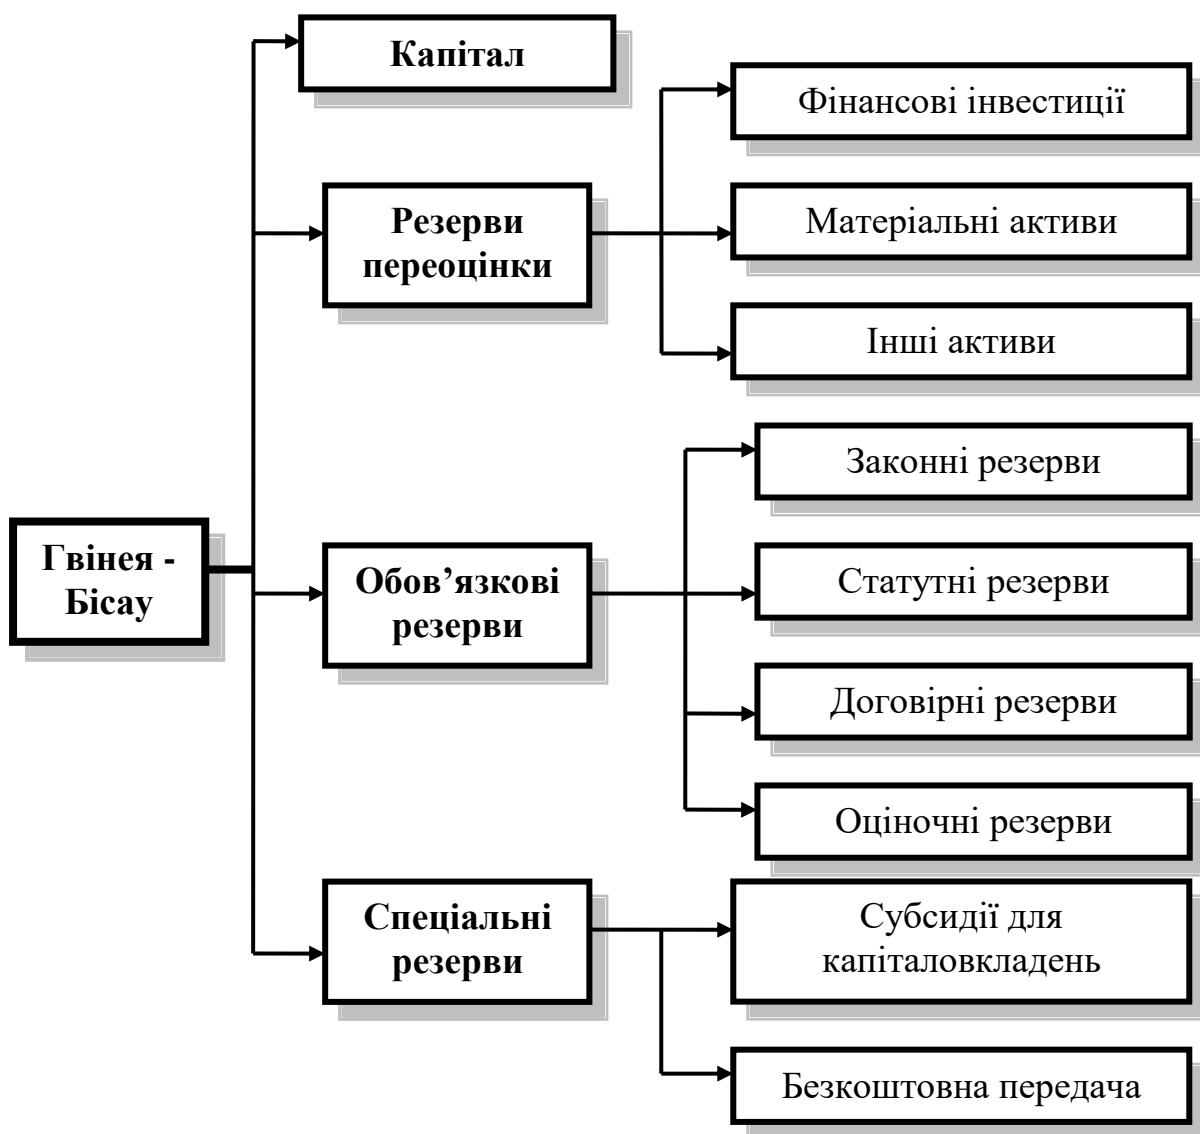 Капітал
Фінансові інвестиції
Резерви
переоцінки
Матеріальні активи
Інші активи
Законні резерви
Гвінея -
Бісау
Обов’язкові
резерви
Статутні резерви
Договірні резерви
Оціночні резерви
Спеціальні
резерви
Субсидії для
капіталовкладень
Безкоштовна передача